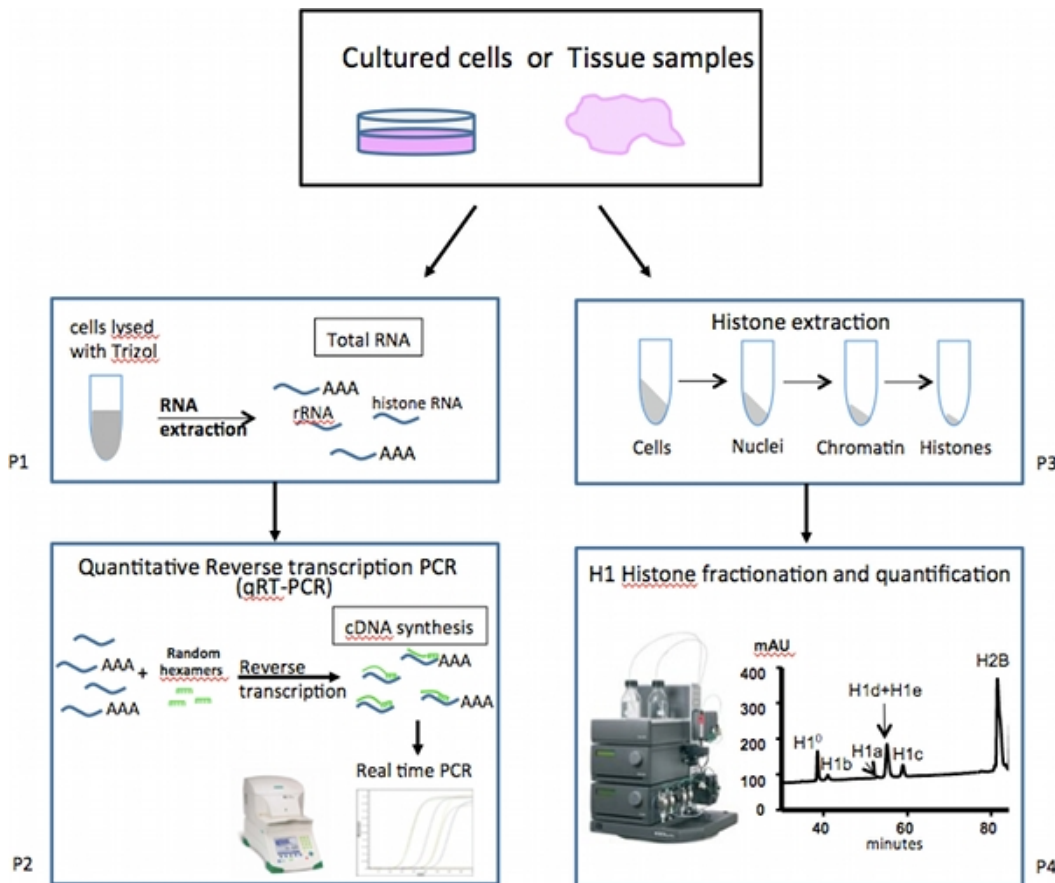 Cultured cells or Tissue samples
cells lysed
with Trizol
Total RNA
RNA
extraction
AAA
rRNA
histone RNA
AAA
P1
Histone extraction
Cells
Nuclei
Chromatin
Histones
P3
Quantitative Reverse transcription PCR
(qRT-PCR)
cDNA synthesis
Random
hexamers
AAA
+
AAA
Reverse
transcription
AAA
AAA
Real time PCR
P2
H1 Histone fractionation and quantification
mAU
400
300
200
100
0
H1⁰
H1b
H1a
H1d+H1e
H1c
H2B
40
60
80
minutes
P4